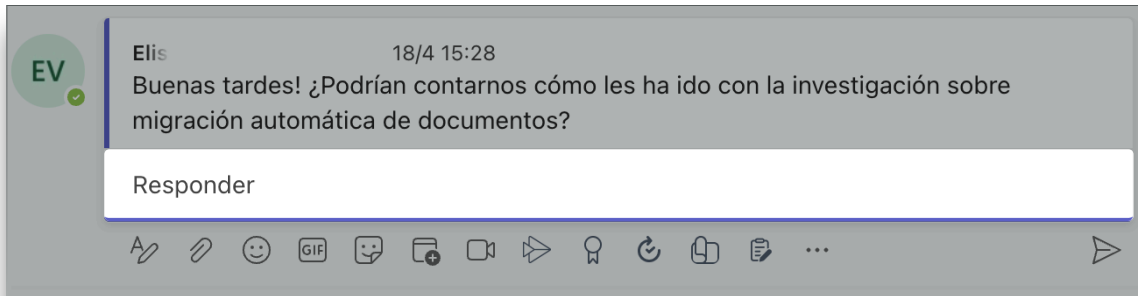 EV
Elis 18/4 15:28
Buenas tardes! ¿Podrían contarnos cómo les ha ido con la investigación sobre
migración automática de documentos?
Responder
GIF